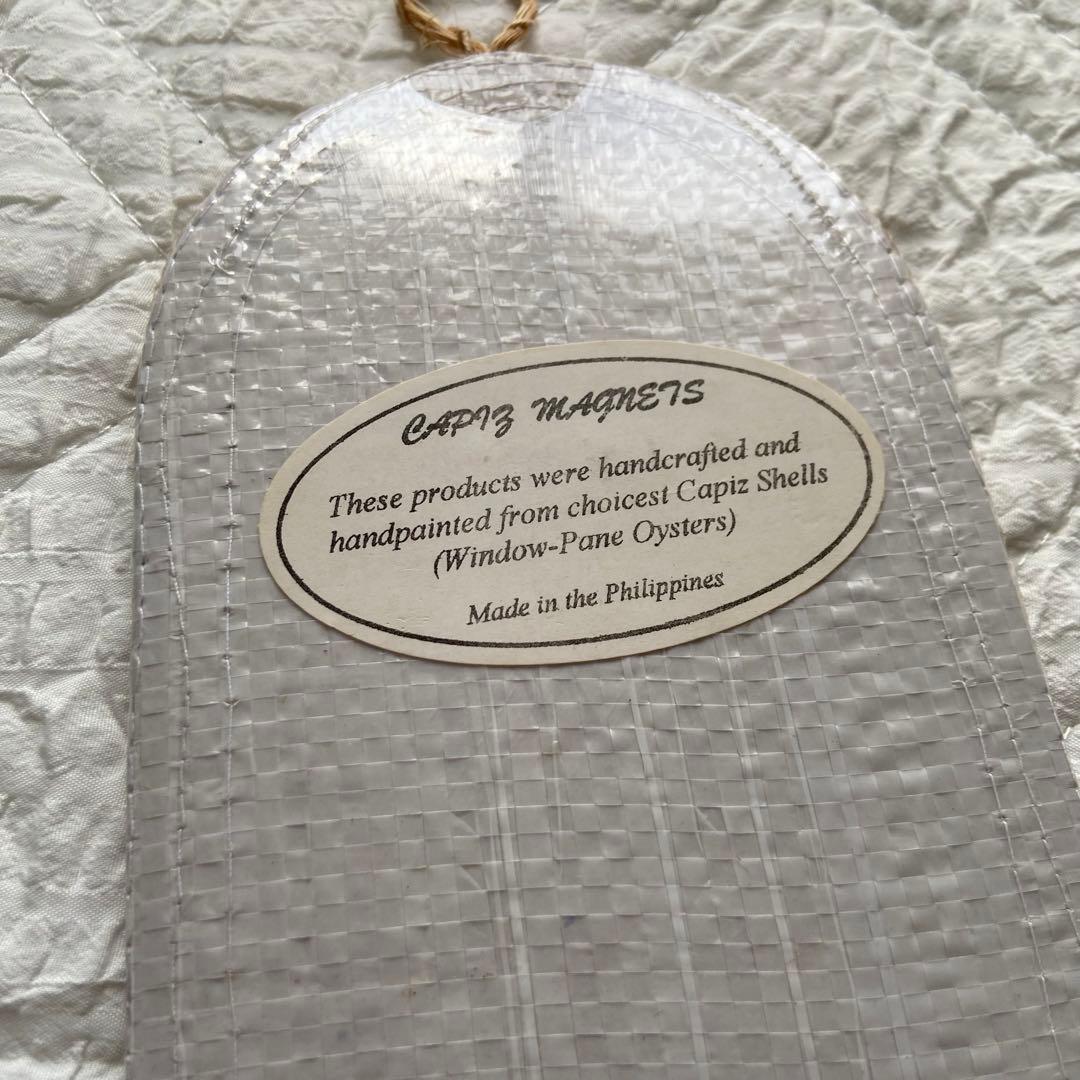 CAPIZ MAGNETS
These products were handcrafted and
handpainted from choicest Capiz Shells
(Window-Pane Oysters)
Made in the Philippines